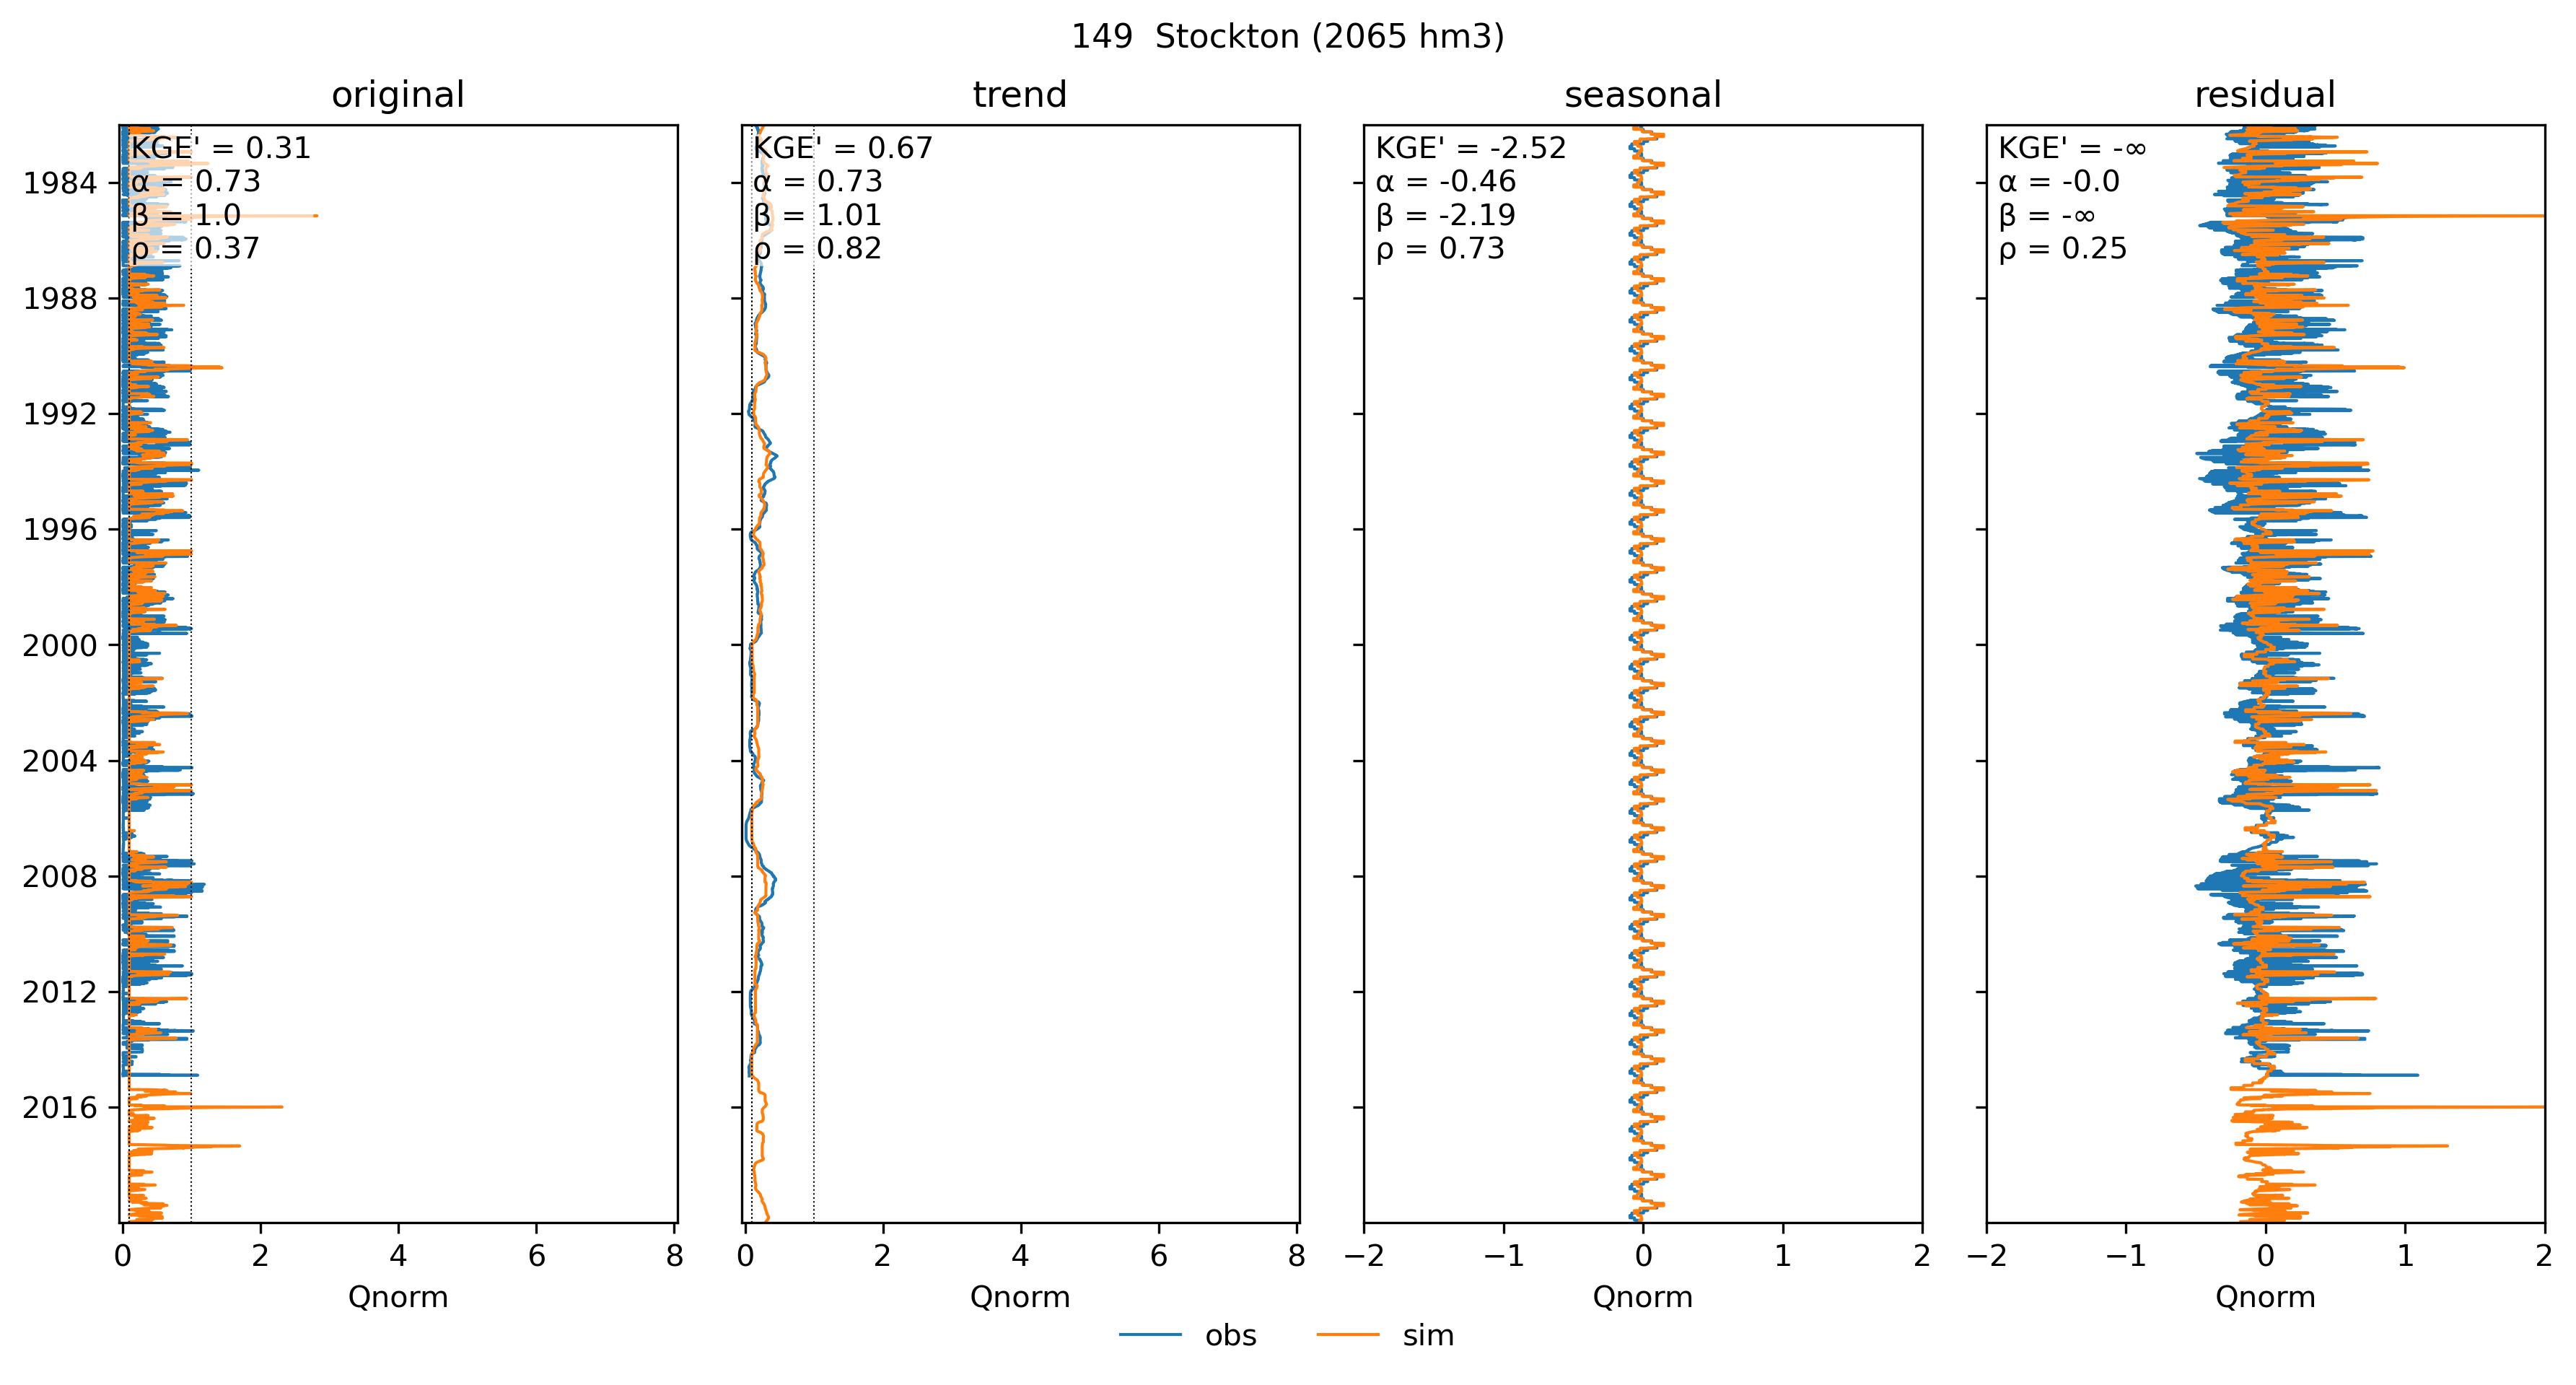 149  Stockton (2065 hm3)
original
trend
seasonal
residual
KGE' = 0.31
α = 0.73
β = 1.0
ρ = 0.37
KGE' = 0.67
α = 0.73
β = 1.01
ρ = 0.82
KGE' = -2.52
α = -0.46
β = -2.19
ρ = 0.73
KGE' = -∞
α = -0.0
β = -∞
ρ = 0.25
1984
1988
1992
1996
2000
2004
2008
2012
2016
0 2 4 6 8
0 2 4 6 8
−2 −1 0 1 2
−2 −1 0 1 2
Qnorm
Qnorm
Qnorm
Qnorm
obs sim